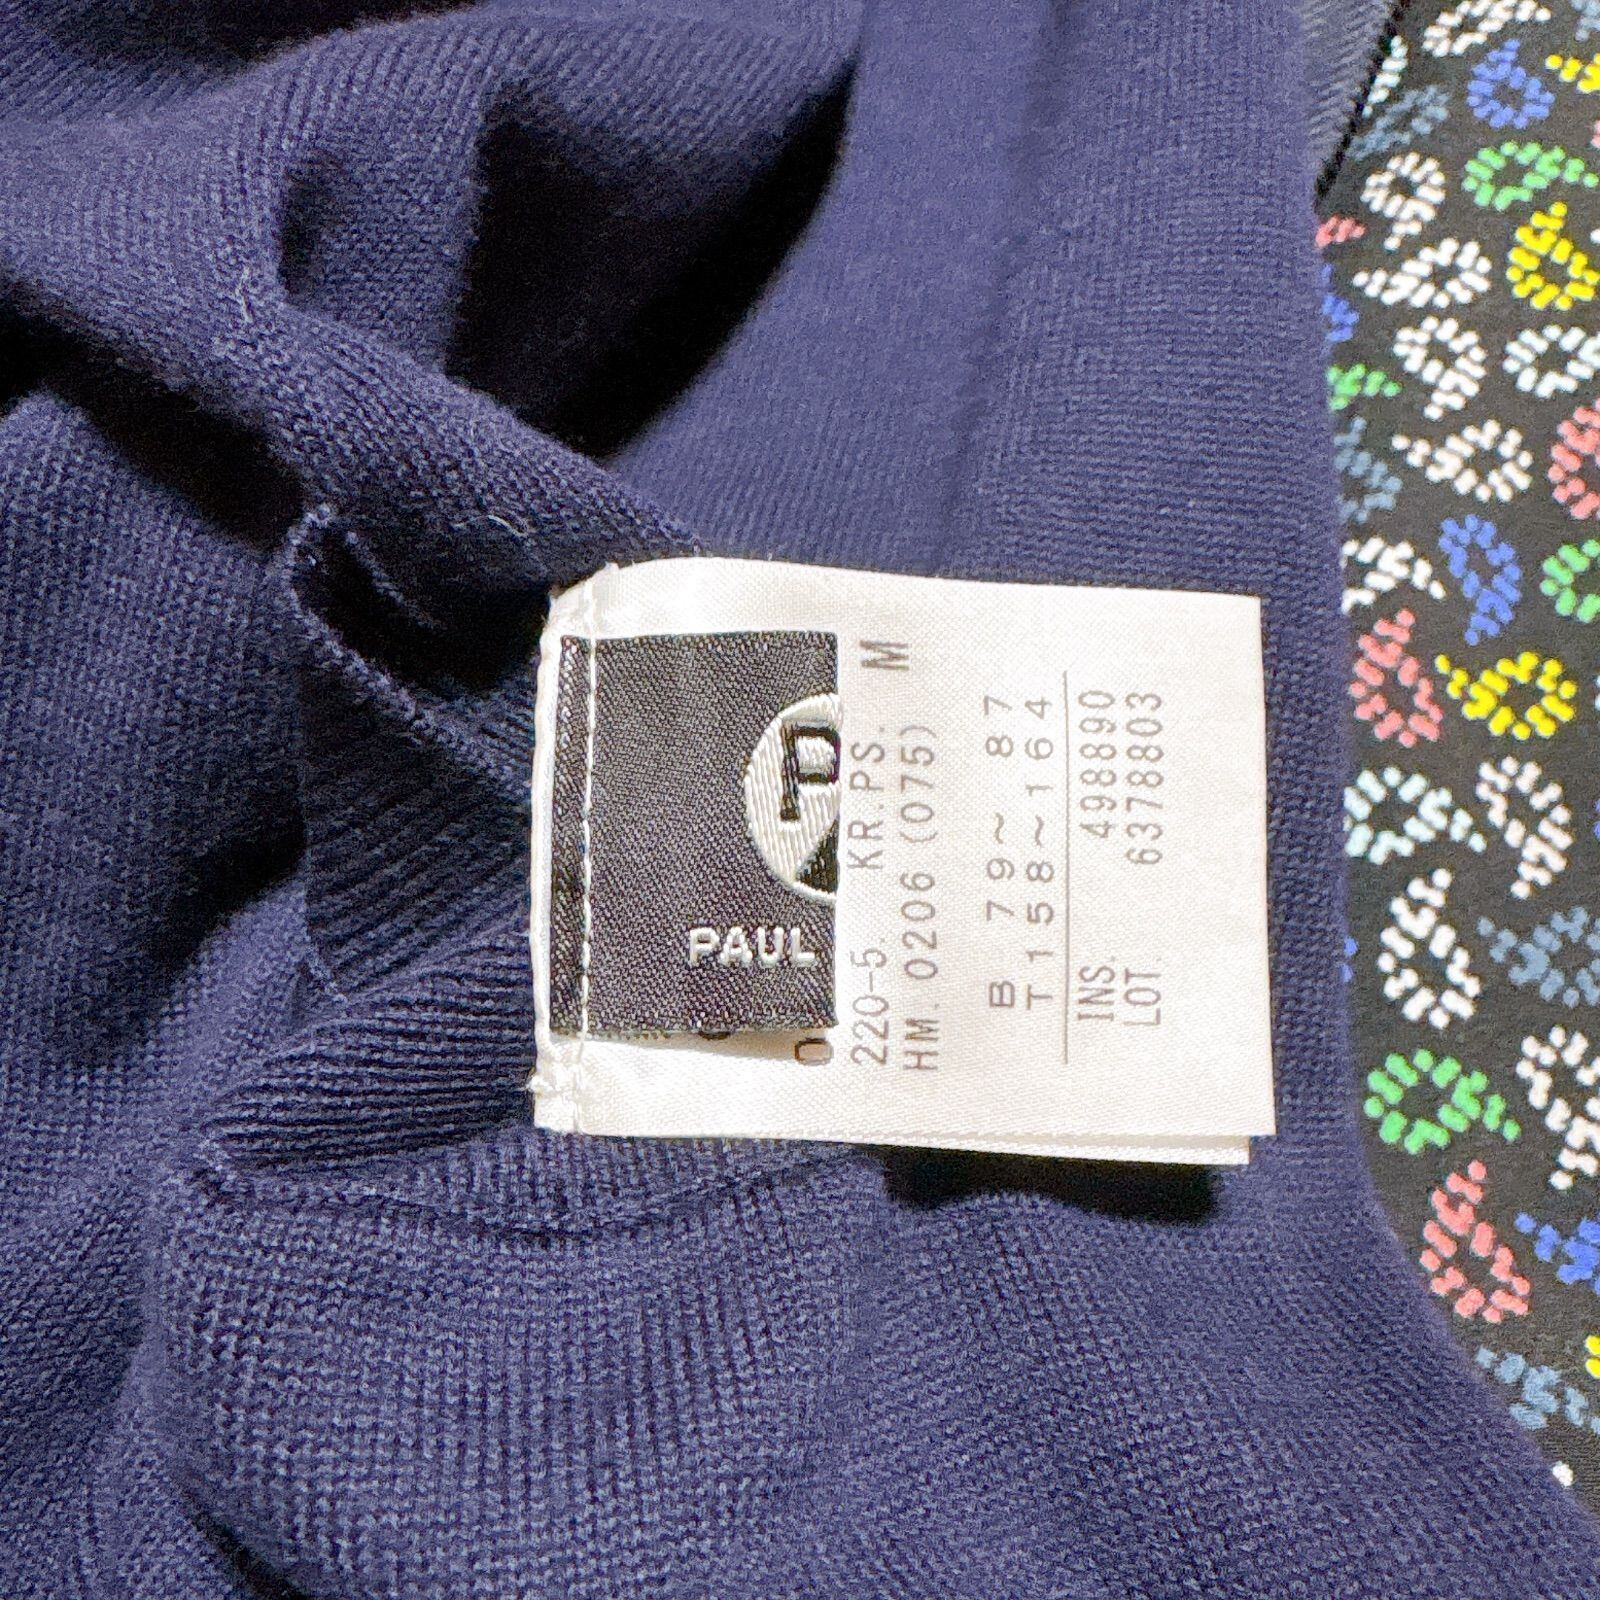 PAUL
220-5. KR.PS. M
HM. 0206 (075)
B 79~ 87
T 158~164
INS. 498890
LOT. 6378803